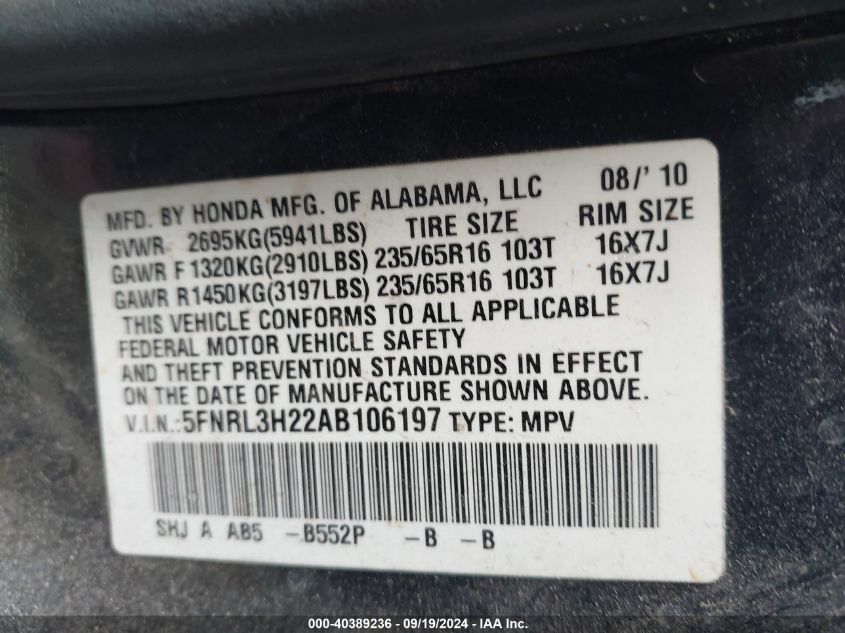 MFD. BY HONDA MFG. OF ALABAMA, LLC 08/' 10
GVWR 2695KG(5941LBS) TIRE SIZE RIM SIZE
GAWR F 1320KG(2910LBS) 235/65R16 103T 16X7J
GAWR R1450KG(3197LBS) 235/65R16 103T 16X7J
THIS VEHICLE CONFORMS TO ALL APPLICABLE
FEDERAL MOTOR VEHICLE SAFETY
AND THEFT PREVENTION STANDARDS IN EFFECT
ON THE DATE OF MANUFACTURE SHOWN ABOVE.
V.I.N.:5FNRL3H22AB106197 TYPE: MPV
SHJ A AB5 -B552P -B -B
000-40389236 - 09/19/2024 - IAA, Inc.